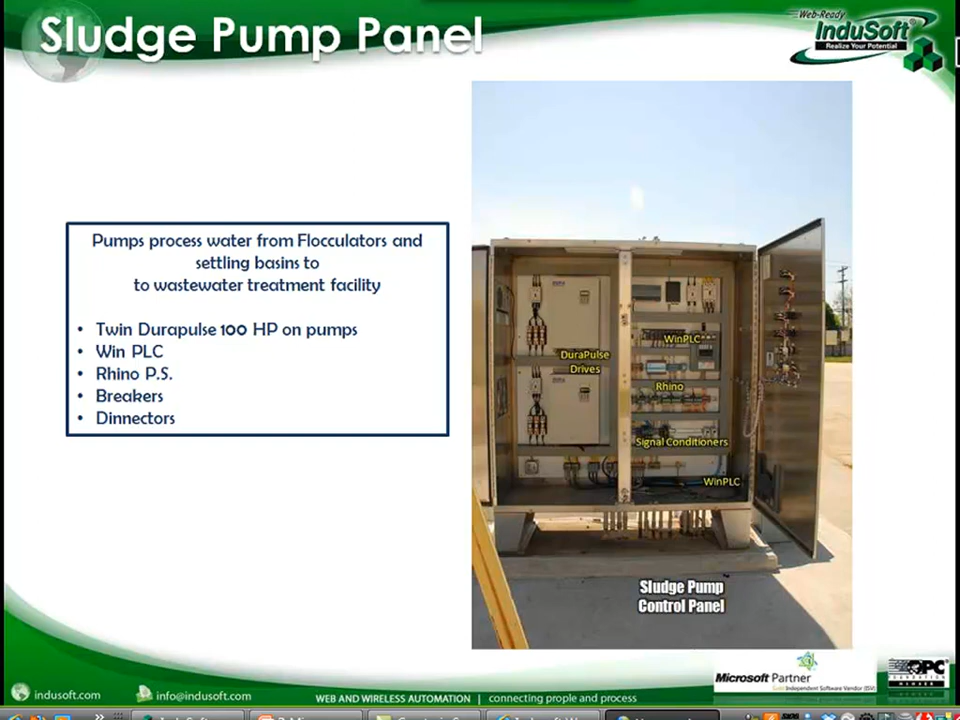 Sludge Pump Panel
Web-Ready
InduSoft®
Realize Your Potential
Pumps process water from Flocculators and
settling basins to
to wastewater treatment facility
• Twin Durapulse 100 HP on pumps
• Win PLC
• Rhino P.S.
• Breakers
• Dinnectors
WinPLC
DuraPulse
Drives
Rhino
Signal Conditioners
WinPLC
Sludge Pump
Control Panel
Microsoft Partner
Gold Independent Software Vendor (ISV)
OPC
MEMBER
indusoft.com
info@indusoft.com
WEB AND WIRELESS AUTOMATION | connecting prople and process